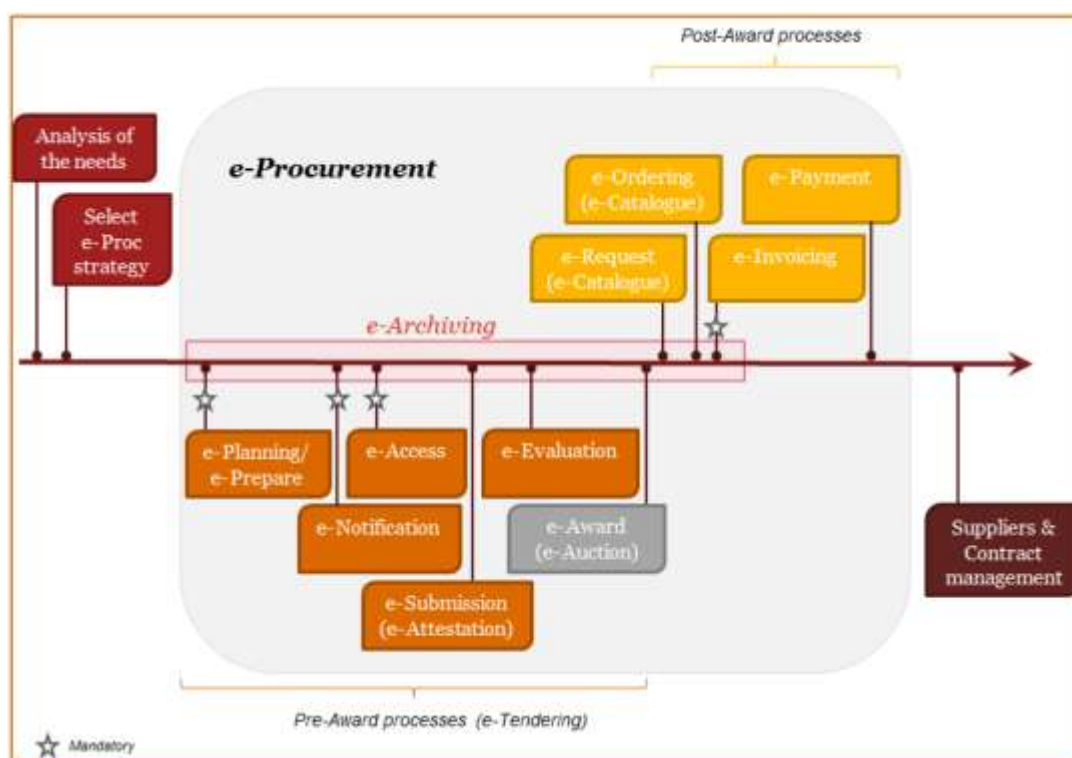 Post-Award processes
Analysis of
the needs
e-Procurement
e-Ordering
(e-Catalogue)
e-Payment
Select
e-Proc
strategy
e-Request
(e-Catalogue)
e-Invoicing
e-Archiving
e-Planning/
e-Prepare
e-Access
e-Evaluation
e-Notification
e-Award
(e-Auction)
Suppliers &
Contract
management
e-Submission
(e-Attestation)
Pre-Award processes (e-Tendering)
Mandatory